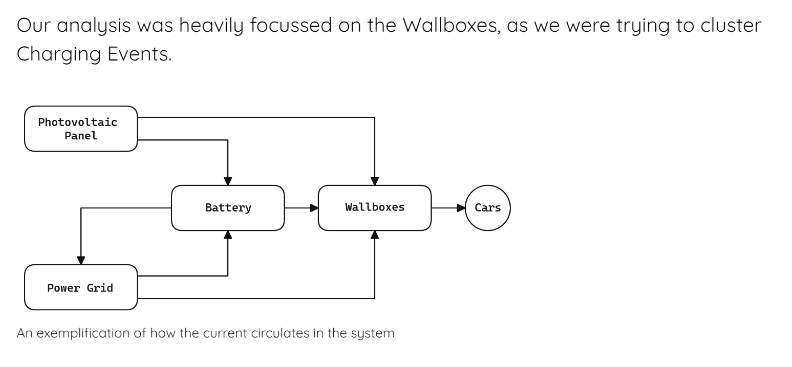 Our analysis was heavily focussed on the Wallboxes, as we were trying to cluster
Charging Events.
Photovoltaic
Panel
Battery
Wallboxes
Cars
Power Grid
An exemplification of how the current circulates in the system